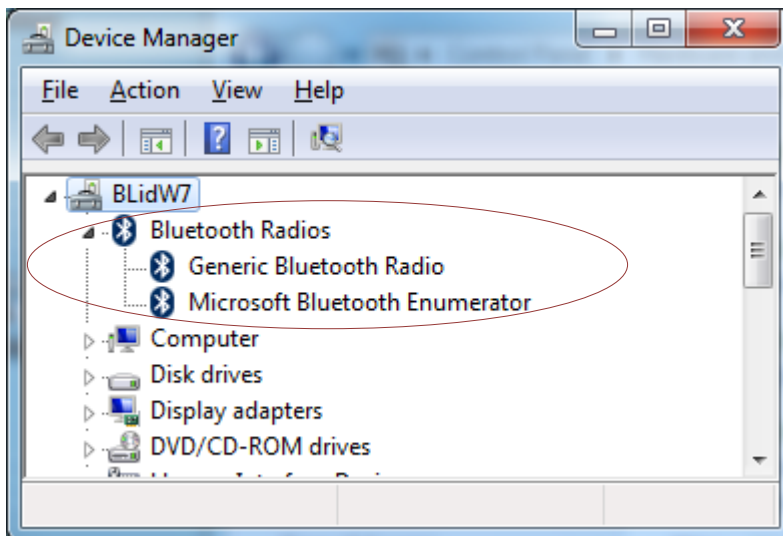 Device Manager
File Action View Help
BLidW7
Bluetooth Radios
Generic Bluetooth Radio
Microsoft Bluetooth Enumerator
Computer
Disk drives
Display adapters
DVD/CD-ROM drives